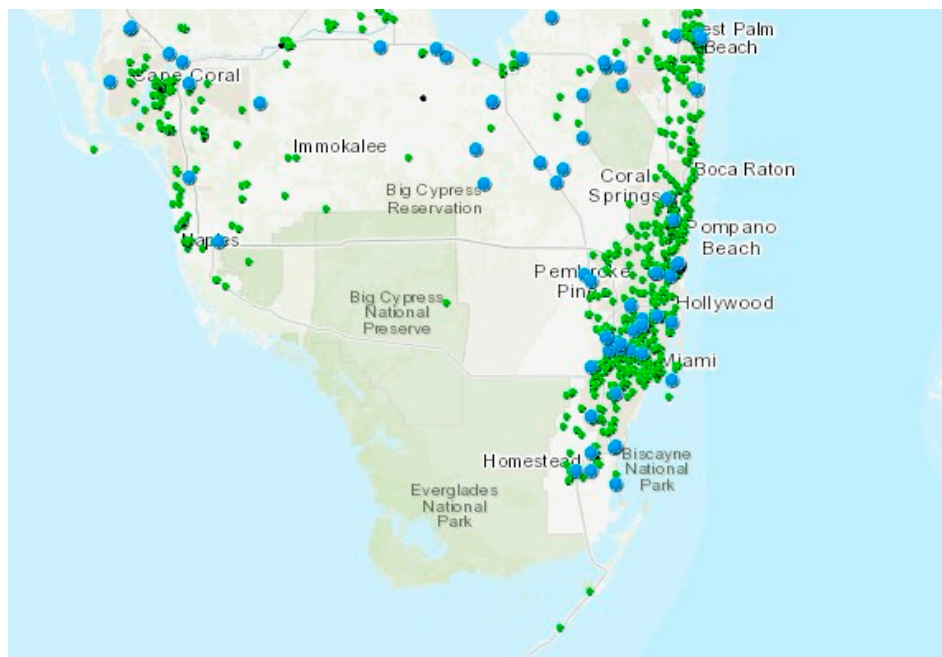 est Palm
Beach
Cape Coral
Immokalee
Boca Raton
Coral
Springs
Big Cypress
Reservation
Pompano
Beach
Naples
Pembroke
Pines
Big Cypress
National
Preserve
Hollywood
Miami
Homestead
Biscayne
National
Park
Everglades
National
Park